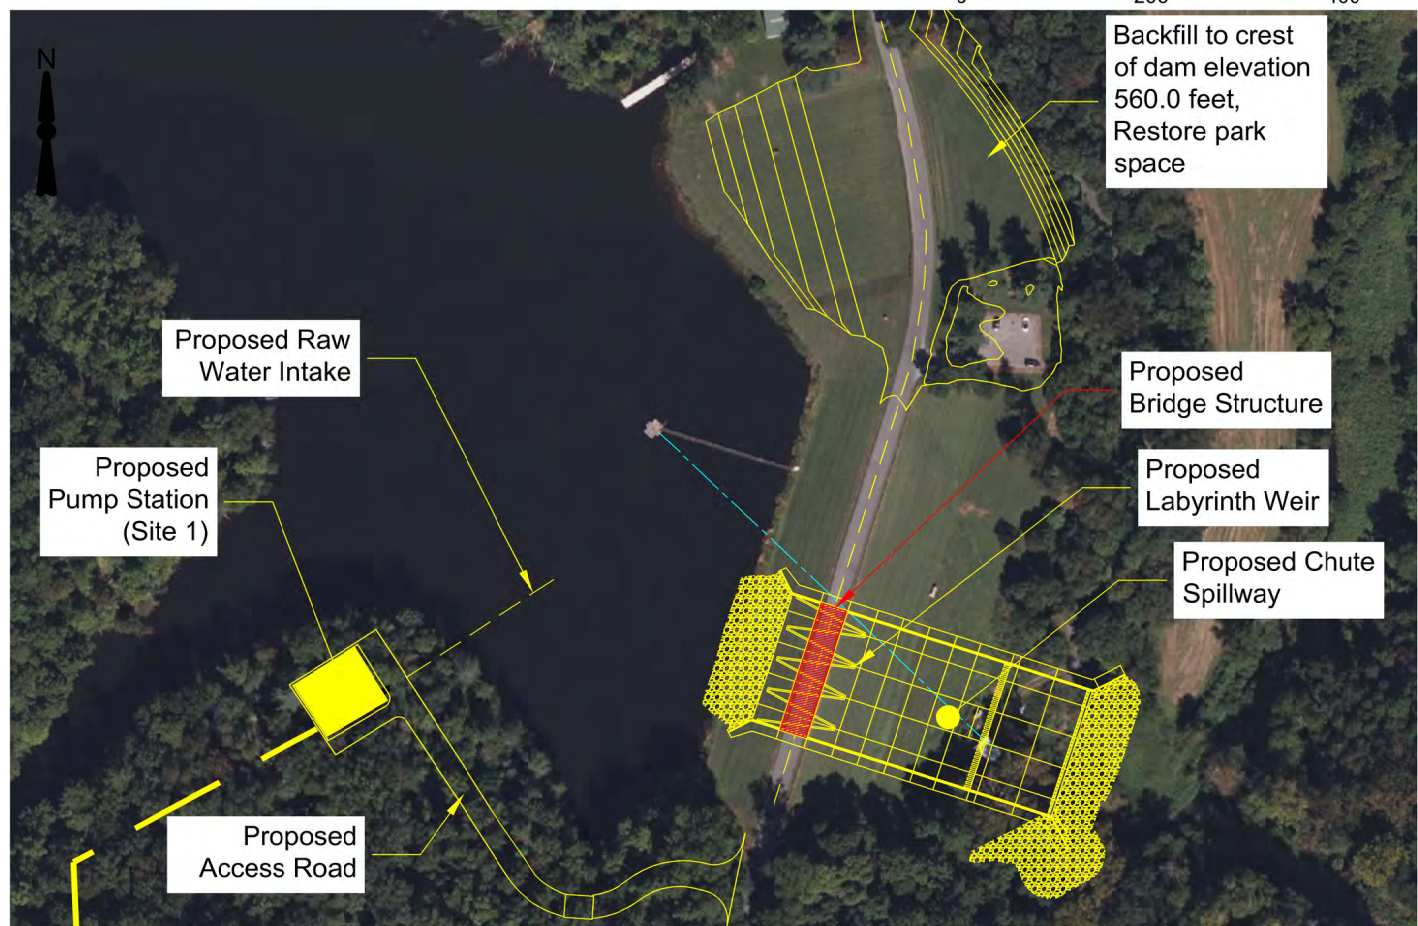 N
Backfill to crest
of dam elevation
560.0 feet,
Restore park
space
Proposed Raw
Water Intake
Proposed
Bridge Structure
Proposed
Pump Station
(Site 1)
Proposed
Labyrinth Weir
Proposed Chute
Spillway
Proposed
Access Road